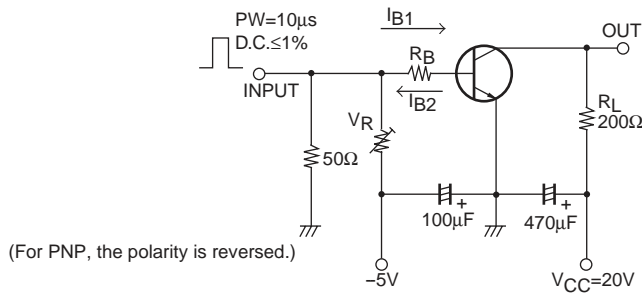 PW=10μs
D.C.≤1%
INPUT
50Ω
VR
RB
IB1
IB2
OUT
RL
200Ω
+
100μF
+
470μF
−5V
VCC=20V
(For PNP, the polarity is reversed.)